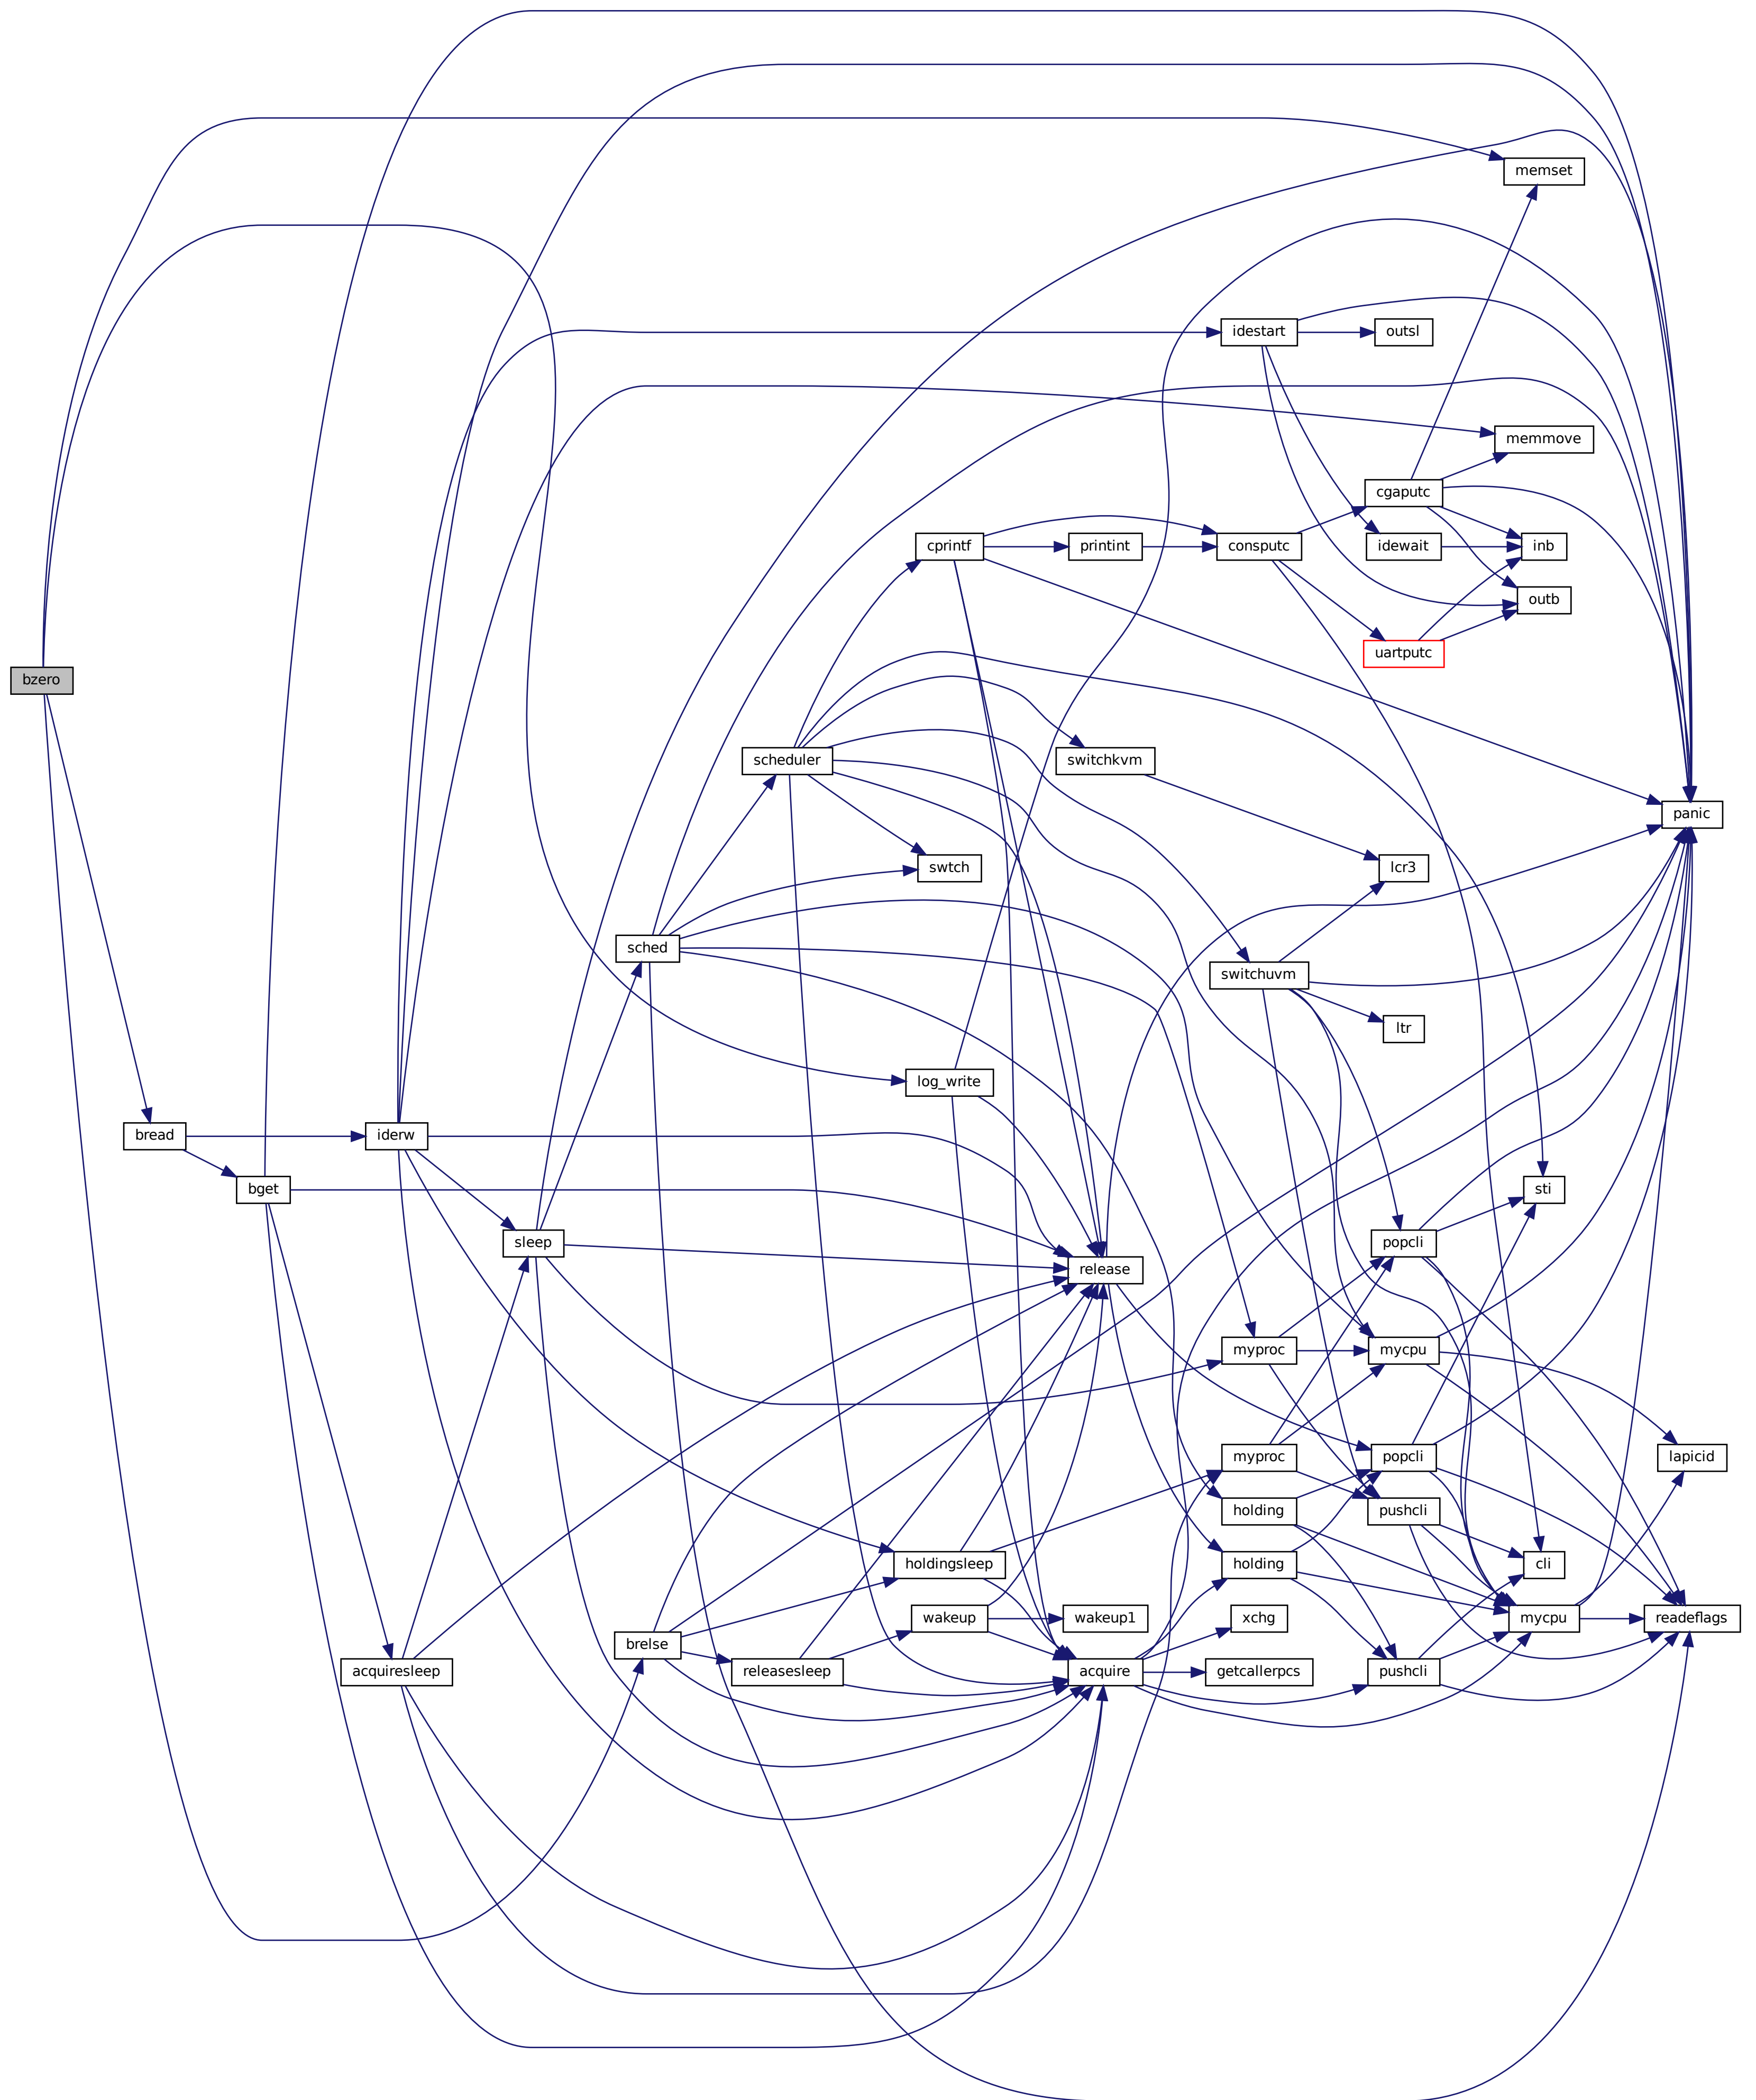 memset
idestart
outsl
memmove
cgaputc
cprintf
printint
consputc
idewait
inb
outb
uartputc
bzero
scheduler
switchkvm
panic
swtch
lcr3
sched
switchuvm
ltr
log_write
bread
iderw
bget
sti
sleep
popcli
release
myproc
mycpu
myproc
popcli
lapicid
holding
pushcli
holdingsleep
holding
cli
wakeup
wakeup1
xchg
mycpu
readeflags
brelse
acquiresleep
releasesleep
acquire
getcallerpcs
pushcli